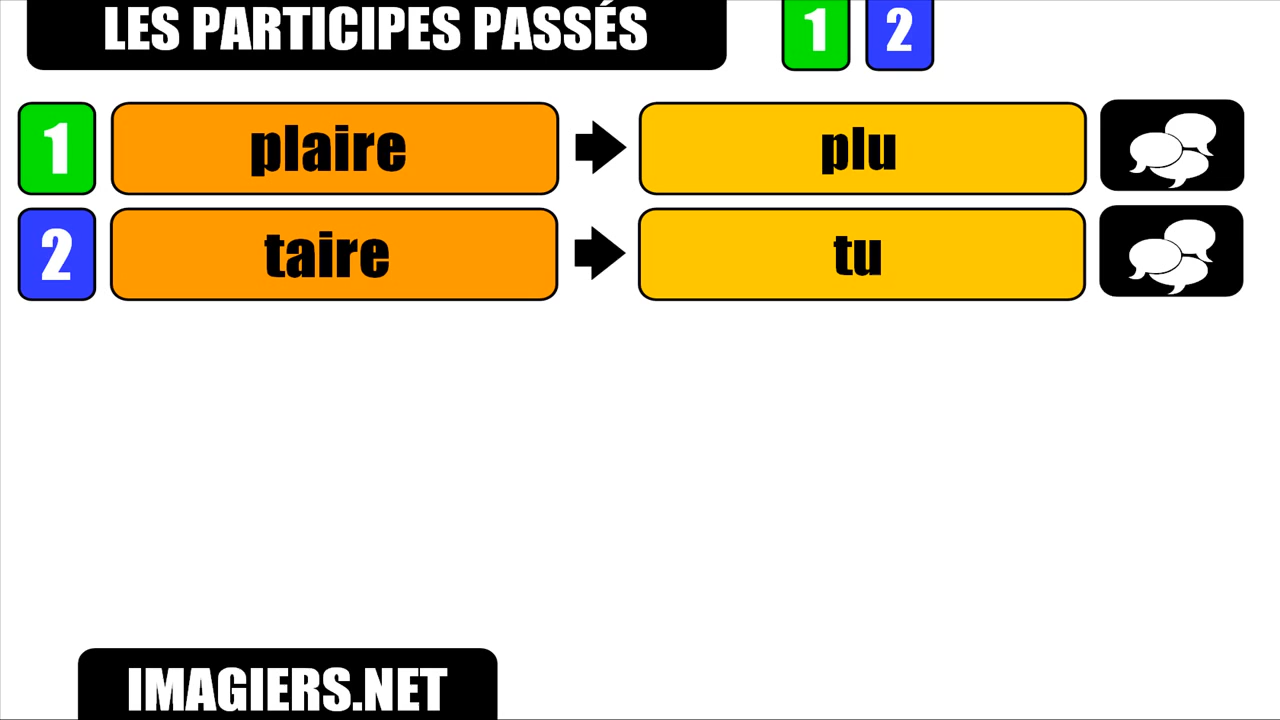 LES PARTICIPES PASSÉS 1 2
1 plaire plu
2 taire tu
IMAGIERS.NET